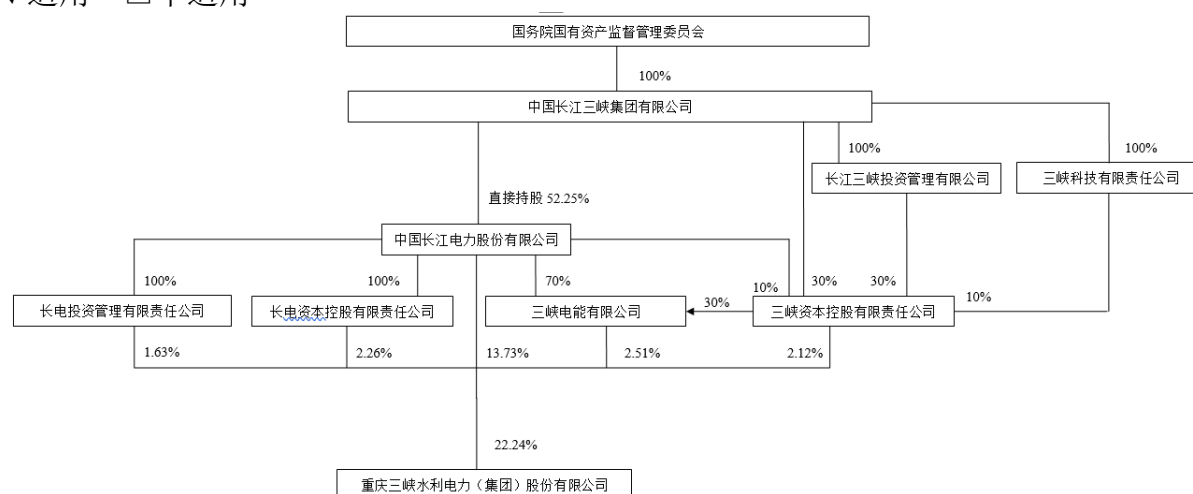 国务院国有资产监督管理委员会
100%
中国长江三峡集团有限公司
100%
100%
长江三峡投资管理有限公司
三峡科技有限责任公司
直接持股 52.25%
中国长江电力股份有限公司
100%
100%
70%
10%
30%
30%
30%
10%
长电投资管理有限责任公司
长电资本控股有限责任公司
三峡电能有限公司
三峡资本控股有限责任公司
1.63%
2.26%
13.73%
2.51%
2.12%
22.24%
重庆三峡水利电力（集团）股份有限公司